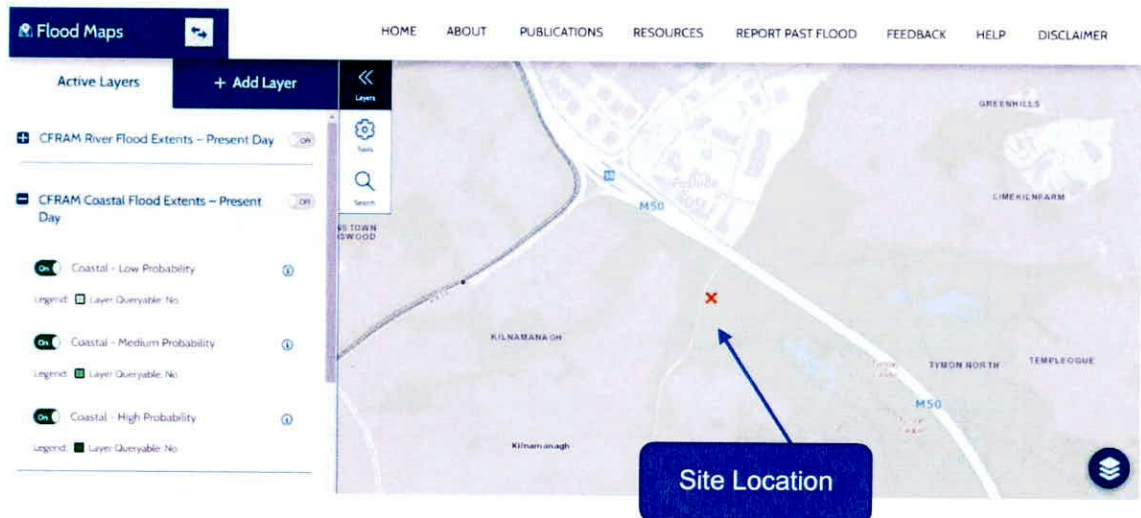 Flood Maps
HOME ABOUT PUBLICATIONS RESOURCES REPORT PAST FLOOD FEEDBACK HELP DISCLAIMER
Active Layers
+ Add Layer
Layers
Tools
Search
CFRAM River Flood Extents – Present Day Off
CFRAM Coastal Flood Extents – Present Off
Day
On Coastal - Low Probability
Legend: Layer Queryable: No
On Coastal - Medium Probability
Legend: Layer Queryable: No
On Coastal - High Probability
Legend: Layer Queryable: No
GREENHILLS
LIMEKILNFARM
M50
KILNAMANAGH
TYMON NORTH
TEMPLEOGUE
M50
Kilnamanagh
Site Location